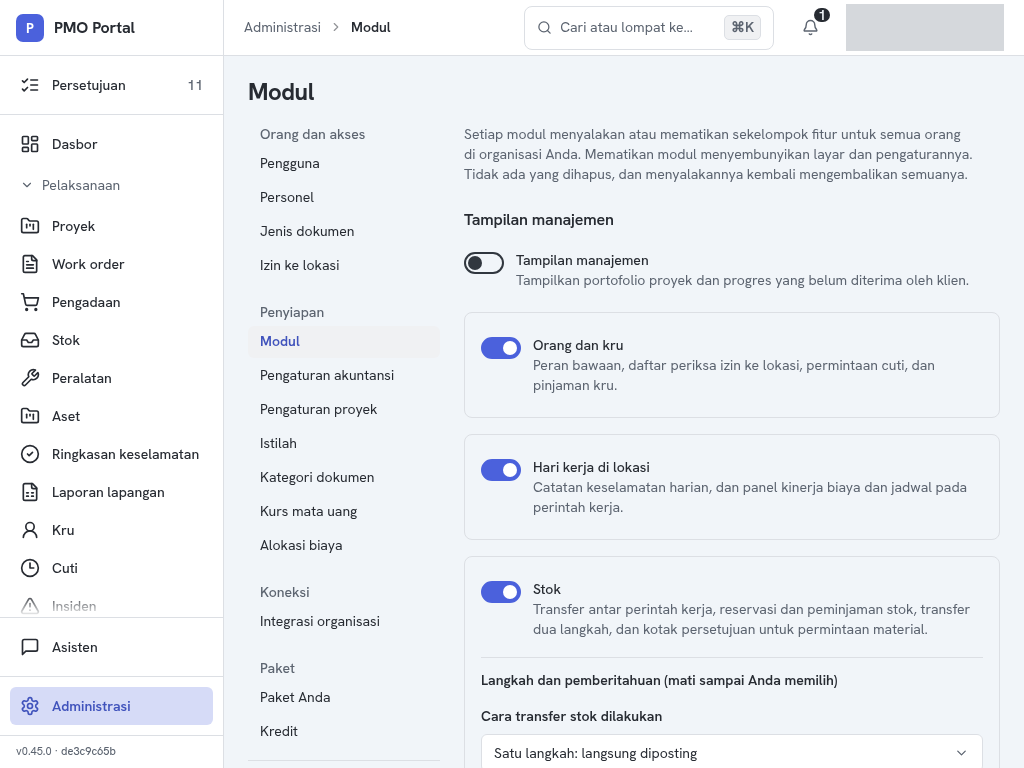 P PMO Portal
Administrasi > Modul
Cari atau lompat ke...
⌘K
1
Persetujuan 11
Dasbor
Pelaksanaan
Proyek
Work order
Pengadaan
Stok
Peralatan
Aset
Ringkasan keselamatan
Laporan lapangan
Kru
Cuti
Insiden
Asisten
Administrasi
v0.45.0 · de3c9c65b
Modul
Orang dan akses
Pengguna
Personel
Jenis dokumen
Izin ke lokasi
Penyiapan
Modul
Pengaturan akuntansi
Pengaturan proyek
Istilah
Kategori dokumen
Kurs mata uang
Alokasi biaya
Koneksi
Integrasi organisasi
Paket
Paket Anda
Kredit
Setiap modul menyalakan atau mematikan sekelompok fitur untuk semua orang
di organisasi Anda. Mematikan modul menyembunyikan layar dan pengaturannya.
Tidak ada yang dihapus, dan menyalakannya kembali mengembalikan semuanya.
Tampilan manajemen
Tampilan manajemen
Tampilkan portofolio proyek dan progres yang belum diterima oleh klien.
Orang dan kru
Peran bawaan, daftar periksa izin ke lokasi, permintaan cuti, dan
pinjaman kru.
Hari kerja di lokasi
Catatan keselamatan harian, dan panel kinerja biaya dan jadwal pada
perintah kerja.
Stok
Transfer antar perintah kerja, reservasi dan peminjaman stok, transfer
dua langkah, dan kotak persetujuan untuk permintaan material.
Langkah dan pemberitahuan (mati sampai Anda memilih)
Cara transfer stok dilakukan
Satu langkah: langsung diposting